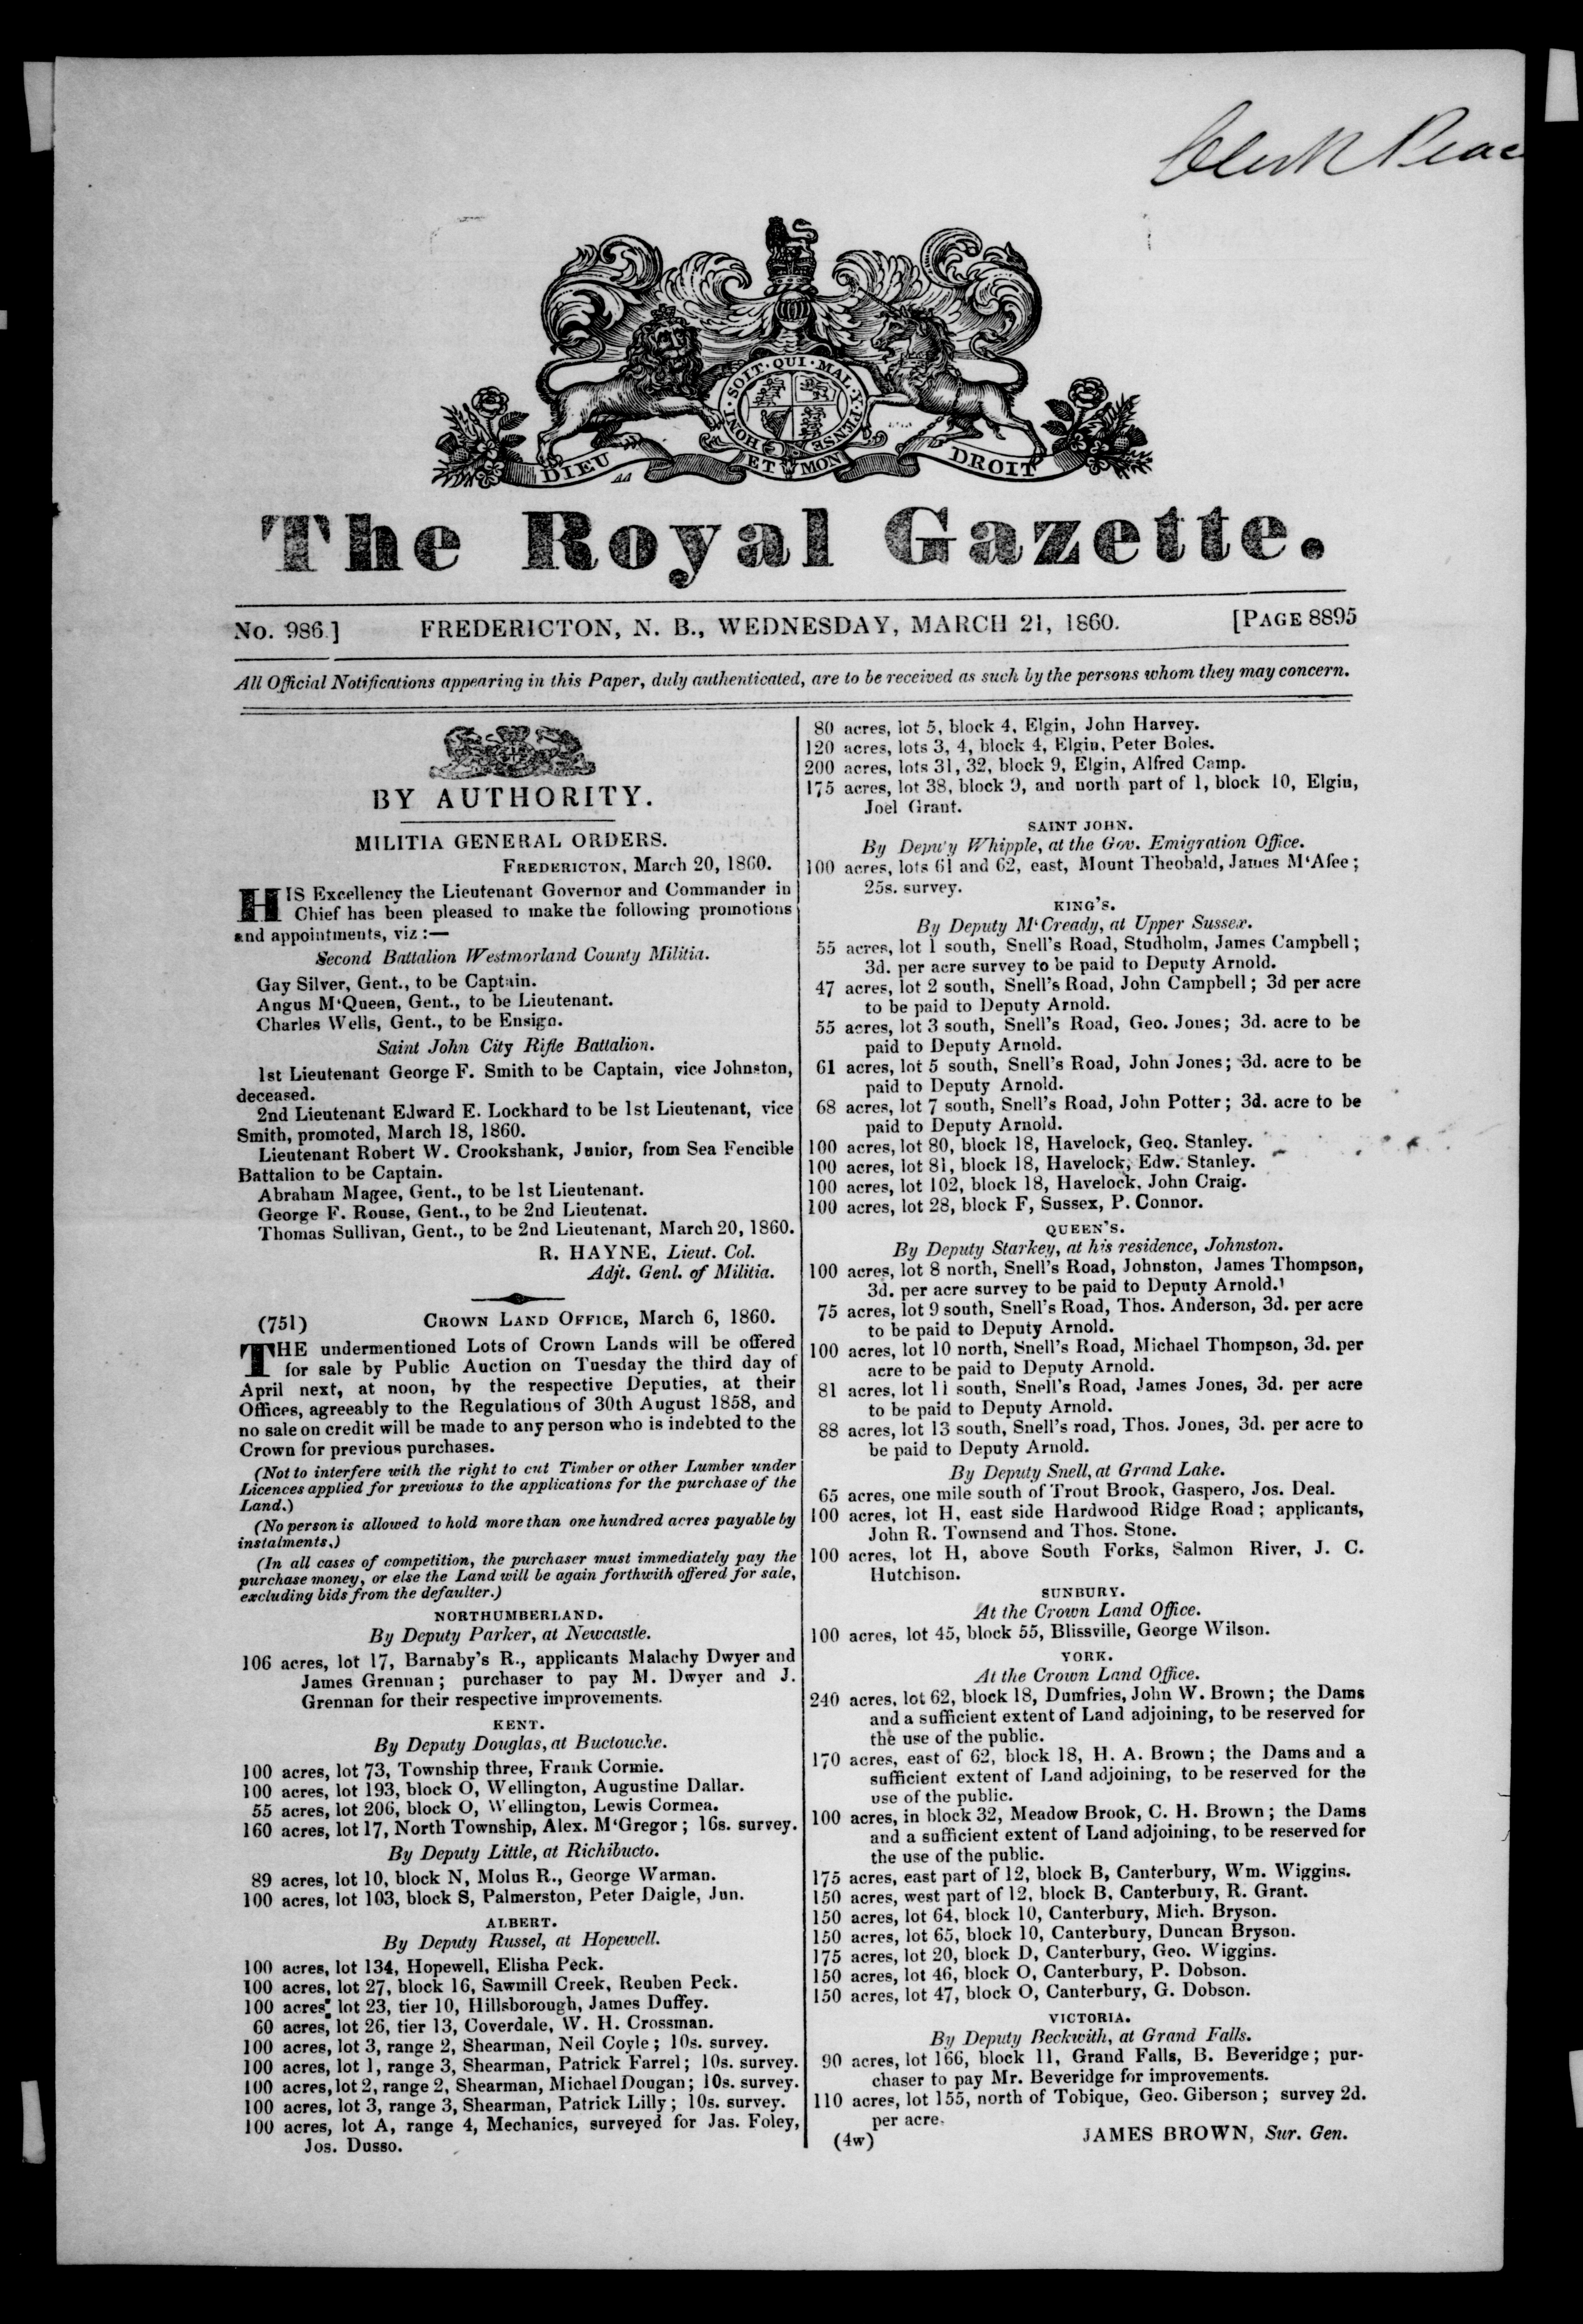 Clerk Peac
HONI · SOIT · QUI · MAL · Y · PENSE
DIEU ET MON DROIT
The Royal Gazette.
No. 986.] FREDERICTON, N. B., WEDNESDAY, MARCH 21, 1860. [PAGE 8895
All Official Notifications appearing in this Paper, duly authenticated, are to be received as such by the persons whom they may concern.
BY AUTHORITY.
MILITIA GENERAL ORDERS.
FREDERICTON, March 20, 1860.
HIS Excellency the Lieutenant Governor and Commander in
Chief has been pleased to make the following promotions
and appointments, viz :—
Second Battalion Westmorland County Militia.
Gay Silver, Gent., to be Captain.
Angus M‘Queen, Gent., to be Lieutenant.
Charles Wells, Gent., to be Ensign.
Saint John City Rifle Battalion.
1st Lieutenant George F. Smith to be Captain, vice Johnston,
deceased.
2nd Lieutenant Edward E. Lockhard to be 1st Lieutenant, vice
Smith, promoted, March 18, 1860.
Lieutenant Robert W. Crookshank, Junior, from Sea Fencible
Battalion to be Captain.
Abraham Magee, Gent., to be 1st Lieutenant.
George F. Rouse, Gent., to be 2nd Lieutenat.
Thomas Sullivan, Gent., to be 2nd Lieutenant, March 20, 1860.
R. HAYNE, Lieut. Col.
Adjt. Genl. of Militia.
(751) CROWN LAND OFFICE, March 6, 1860.
THE undermentioned Lots of Crown Lands will be offered
for sale by Public Auction on Tuesday the third day of
April next, at noon, by the respective Deputies, at their
Offices, agreeably to the Regulations of 30th August 1858, and
no sale on credit will be made to any person who is indebted to the
Crown for previous purchases.
(Not to interfere with the right to cut Timber or other Lumber under
Licences applied for previous to the applications for the purchase of the
Land.)
(No person is allowed to hold more than one hundred acres payable by
instalments.)
(In all cases of competition, the purchaser must immediately pay the
purchase money, or else the Land will be again forthwith offered for sale,
excluding bids from the defaulter.)
NORTHUMBERLAND.
By Deputy Parker, at Newcastle.
106 acres, lot 17, Barnaby's R., applicants Malachy Dwyer and
James Grennan ; purchaser to pay M. Dwyer and J.
Grennan for their respective improvements.
KENT.
By Deputy Douglas, at Buctouche.
100 acres, lot 73, Township three, Frank Cormie.
100 acres, lot 193, block O, Wellington, Augustine Dallar.
55 acres, lot 206, block O, Wellington, Lewis Cormea.
160 acres, lot 17, North Township, Alex. M‘Gregor ; 16s. survey.
By Deputy Little, at Richibucto.
89 acres, lot 10, block N, Molus R., George Warman.
100 acres, lot 103, block S, Palmerston, Peter Daigle, Jun.
ALBERT.
By Deputy Russel, at Hopewell.
100 acres, lot 134, Hopewell, Elisha Peck.
100 acres, lot 27, block 16, Sawmill Creek, Reuben Peck.
100 acres, lot 23, tier 10, Hillsborough, James Duffey.
60 acres, lot 26, tier 13, Coverdale, W. H. Crossman.
100 acres, lot 3, range 2, Shearman, Neil Coyle ; 10s. survey.
100 acres, lot 1, range 3, Shearman, Patrick Farrel ; 10s. survey.
100 acres, lot 2, range 2, Shearman, Michael Dougan ; 10s. survey.
100 acres, lot 3, range 3, Shearman, Patrick Lilly ; 10s. survey.
100 acres, lot A, range 4, Mechanics, surveyed for Jas. Foley,
Jos. Dusso.
80 acres, lot 5, block 4, Elgin, John Harvey.
120 acres, lots 3, 4, block 4, Elgin, Peter Boles.
200 acres, lots 31, 32, block 9, Elgin, Alfred Camp.
175 acres, lot 38, block 9, and north part of 1, block 10, Elgin,
Joel Grant.
SAINT JOHN.
By Deputy Whipple, at the Gov. Emigration Office.
100 acres, lots 61 and 62, east, Mount Theobald, James M‘Afee ;
25s. survey.
KING'S.
By Deputy M‘Cready, at Upper Sussex.
55 acres, lot 1 south, Snell's Road, Studholm, James Campbell ;
3d. per acre survey to be paid to Deputy Arnold.
47 acres, lot 2 south, Snell's Road, John Campbell ; 3d per acre
to be paid to Deputy Arnold.
55 acres, lot 3 south, Snell's Road, Geo. Jones; 3d. acre to be
paid to Deputy Arnold.
61 acres, lot 5 south, Snell's Road, John Jones; 3d. acre to be
paid to Deputy Arnold.
68 acres, lot 7 south, Snell's Road, John Potter ; 3d. acre to be
paid to Deputy Arnold.
100 acres, lot 80, block 18, Havelock, Geo. Stanley.
100 acres, lot 81, block 18, Havelock, Edw. Stanley.
100 acres, lot 102, block 18, Havelock, John Craig.
100 acres, lot 28, block F, Sussex, P. Connor.
QUEEN'S.
By Deputy Starkey, at his residence, Johnston.
100 acres, lot 8 north, Snell's Road, Johnston, James Thompson,
3d. per acre survey to be paid to Deputy Arnold.
75 acres, lot 9 south, Snell's Road, Thos. Anderson, 3d. per acre
to be paid to Deputy Arnold.
100 acres, lot 10 north, Snell's Road, Michael Thompson, 3d. per
acre to be paid to Deputy Arnold.
81 acres, lot 11 south, Snell's Road, James Jones, 3d. per acre
to be paid to Deputy Arnold.
88 acres, lot 13 south, Snell's road, Thos. Jones, 3d. per acre to
be paid to Deputy Arnold.
By Deputy Snell, at Grand Lake.
65 acres, one mile south of Trout Brook, Gaspero, Jos. Deal.
100 acres, lot H, east side Hardwood Ridge Road ; applicants,
John R. Townsend and Thos. Stone.
100 acres, lot H, above South Forks, Salmon River, J. C.
Hutchison.
SUNBURY.
At the Crown Land Office.
100 acres, lot 45, block 55, Blissville, George Wilson.
YORK.
At the Crown Land Office.
240 acres, lot 62, block 18, Dumfries, John W. Brown ; the Dams
and a sufficient extent of Land adjoining, to be reserved for
the use of the public.
170 acres, east of 62, block 18, H. A. Brown ; the Dams and a
sufficient extent of Land adjoining, to be reserved for the
use of the public.
100 acres, in block 32, Meadow Brook, C. H. Brown ; the Dams
and a sufficient extent of Land adjoining, to be reserved for
the use of the public.
175 acres, east part of 12, block B, Canterbury, Wm. Wiggins.
150 acres, west part of 12, block B, Canterbury, R. Grant.
150 acres, lot 64, block 10, Canterbury, Mich. Bryson.
150 acres, lot 65, block 10, Canterbury, Duncan Bryson.
175 acres, lot 20, block D, Canterbury, Geo. Wiggins.
150 acres, lot 46, block O, Canterbury, P. Dobson.
150 acres, lot 47, block O, Canterbury, G. Dobson.
VICTORIA.
By Deputy Beckwith, at Grand Falls.
90 acres, lot 166, block 11, Grand Falls, B. Beveridge ; pur-
chaser to pay Mr. Beveridge for improvements.
110 acres, lot 155, north of Tobique, Geo. Giberson ; survey 2d.
per acre.
(4w) JAMES BROWN, Sur. Gen.